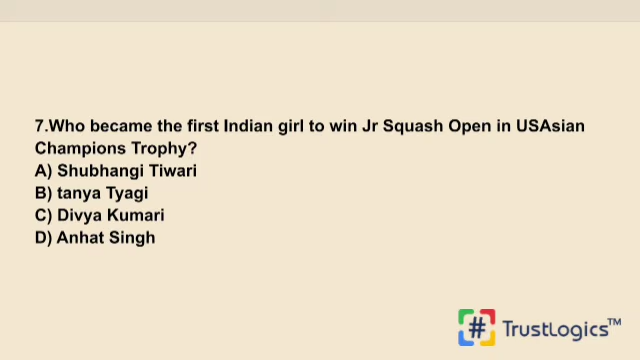 7.Who became the first Indian girl to win Jr Squash Open in USAsian
Champions Trophy?
A) Shubhangi Tiwari
B) tanya Tyagi
C) Divya Kumari
D) Anhat Singh
# TrustLogics™